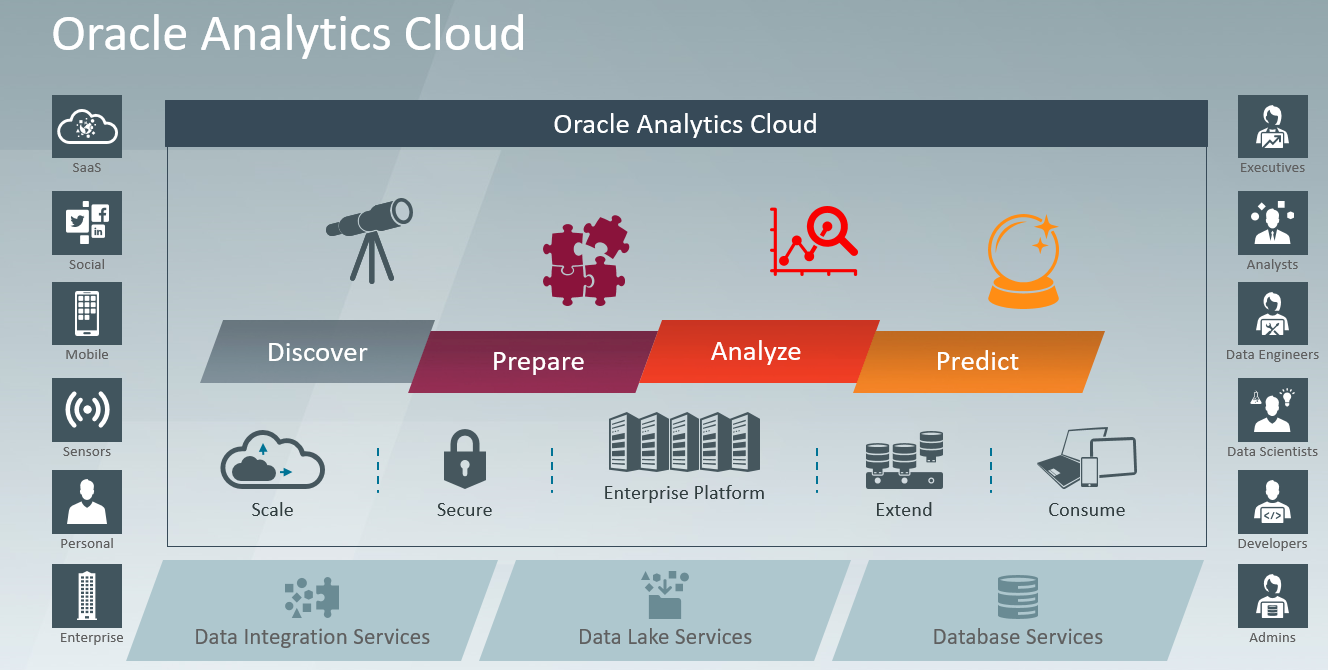 Oracle Analytics Cloud
Oracle Analytics Cloud
SaaS
Social
Mobile
Sensors
Personal
Enterprise
Discover
Prepare
Analyze
Predict
Scale
Secure
Enterprise Platform
Extend
Consume
Data Integration Services
Data Lake Services
Database Services
Executives
Analysts
Data Engineers
Data Scientists
Developers
Admins